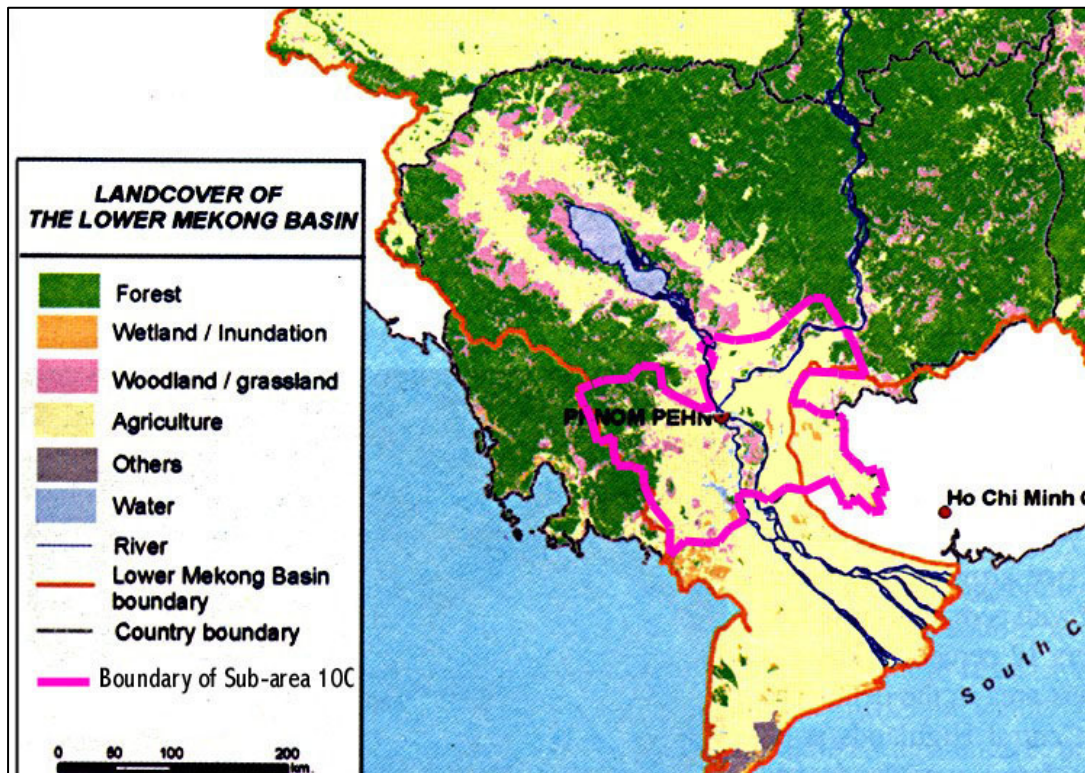 LANDCOVER OF
THE LOWER MEKONG BASIN
Forest
Wetland / Inundation
Woodland / grassland
Agriculture
Others
Water
River
Lower Mekong Basin
boundary
Country boundary
Boundary of Sub-area 10C
0 50 100 200
km
PHNOM PEHN
Ho Chi Minh C
South C